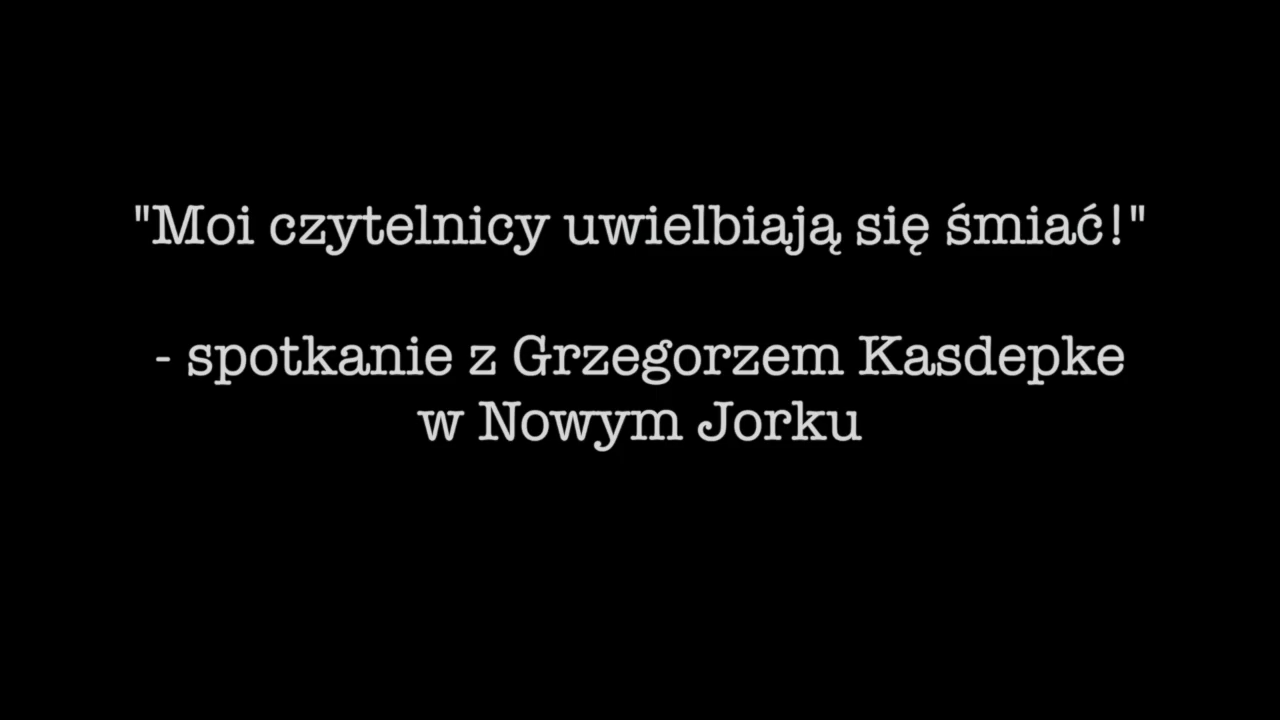 "Moi czytelnicy uwielbiają się śmiać!"
- spotkanie z Grzegorzem Kasdepke
w Nowym Jorku